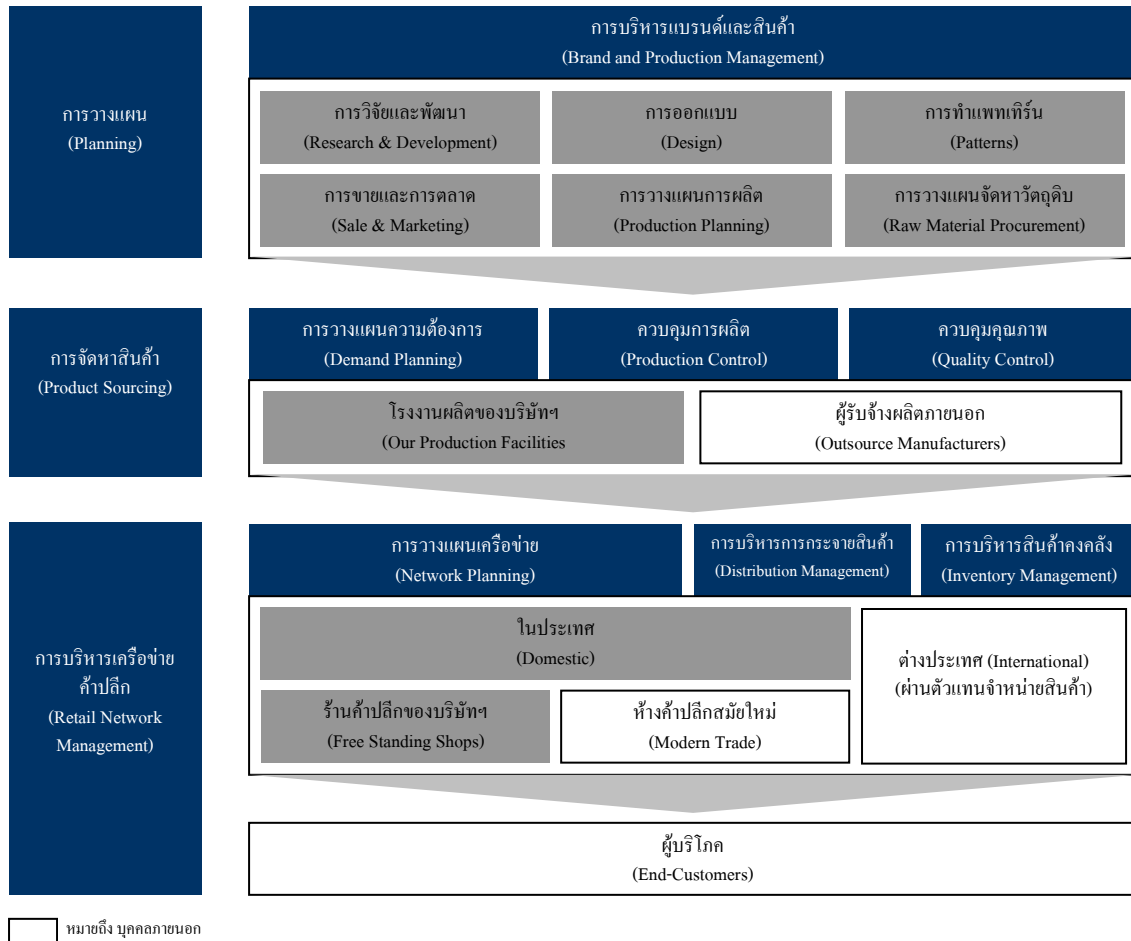 การวางแผน
(Planning)
การบริหารแบรนด์และสินค้า
(Brand and Production Management)
การวิจัยและพัฒนา
(Research & Development)
การออกแบบ
(Design)
การทำแพทเทิร์น
(Patterns)
การขายและการตลาด
(Sale & Marketing)
การวางแผนการผลิต
(Production Planning)
การวางแผนจัดหาวัตถุดิบ
(Raw Material Procurement)
การจัดหาสินค้า
(Product Sourcing)
การวางแผนความต้องการ
(Demand Planning)
ควบคุมการผลิต
(Production Control)
ควบคุมคุณภาพ
(Quality Control)
โรงงานผลิตของบริษัทฯ
(Our Production Facilities
ผู้รับจ้างผลิตภายนอก
(Outsource Manufacturers)
การบริหารเครือข่าย
ค้าปลีก
(Retail Network
Management)
การวางแผนเครือข่าย
(Network Planning)
การบริหารการกระจายสินค้า
(Distribution Management)
การบริหารสินค้าคงคลัง
(Inventory Management)
ในประเทศ
(Domestic)
ร้านค้าปลีกของบริษัทฯ
(Free Standing Shops)
ห้างค้าปลีกสมัยใหม่
(Modern Trade)
ต่างประเทศ (International)
(ผ่านตัวแทนจำหน่ายสินค้า)
ผู้บริโภค
(End-Customers)
หมายถึง บุคคลภายนอก